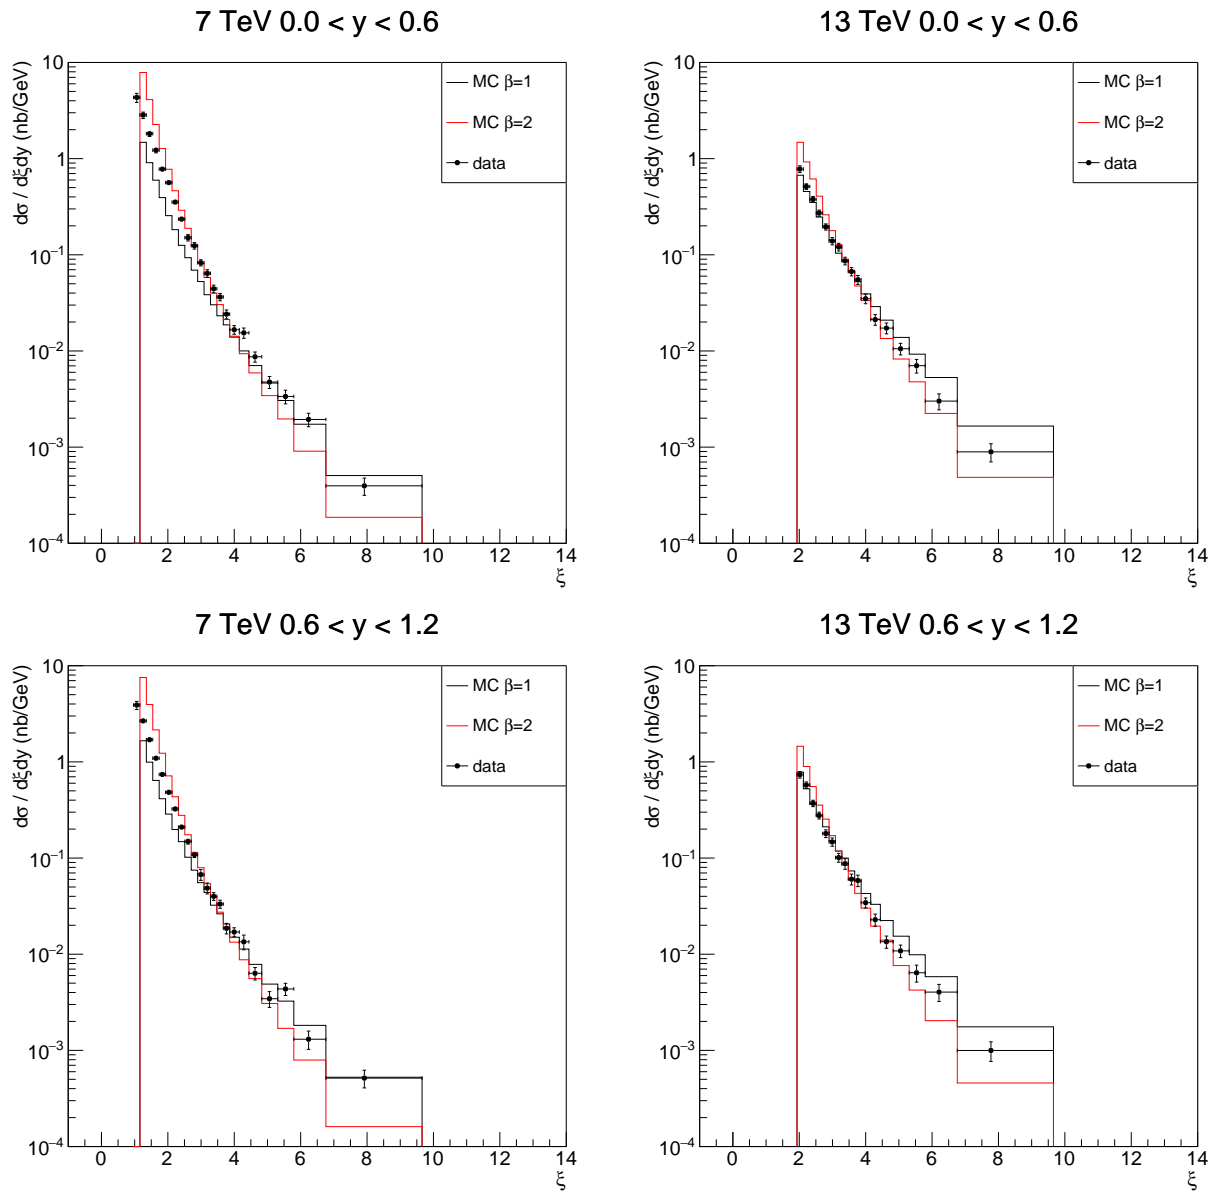 7 TeV 0.0 < y < 0.6
dσ / dξdy (nb/GeV)
10
1
10⁻¹
10⁻²
10⁻³
10⁻⁴
MC β=1
MC β=2
data
0 2 4 6 8 10 12 14
ξ
13 TeV 0.0 < y < 0.6
dσ / dξdy (nb/GeV)
10
1
10⁻¹
10⁻²
10⁻³
10⁻⁴
MC β=1
MC β=2
data
0 2 4 6 8 10 12 14
ξ
7 TeV 0.6 < y < 1.2
dσ / dξdy (nb/GeV)
10
1
10⁻¹
10⁻²
10⁻³
10⁻⁴
MC β=1
MC β=2
data
0 2 4 6 8 10 12 14
ξ
13 TeV 0.6 < y < 1.2
dσ / dξdy (nb/GeV)
10
1
10⁻¹
10⁻²
10⁻³
10⁻⁴
MC β=1
MC β=2
data
0 2 4 6 8 10 12 14
ξ